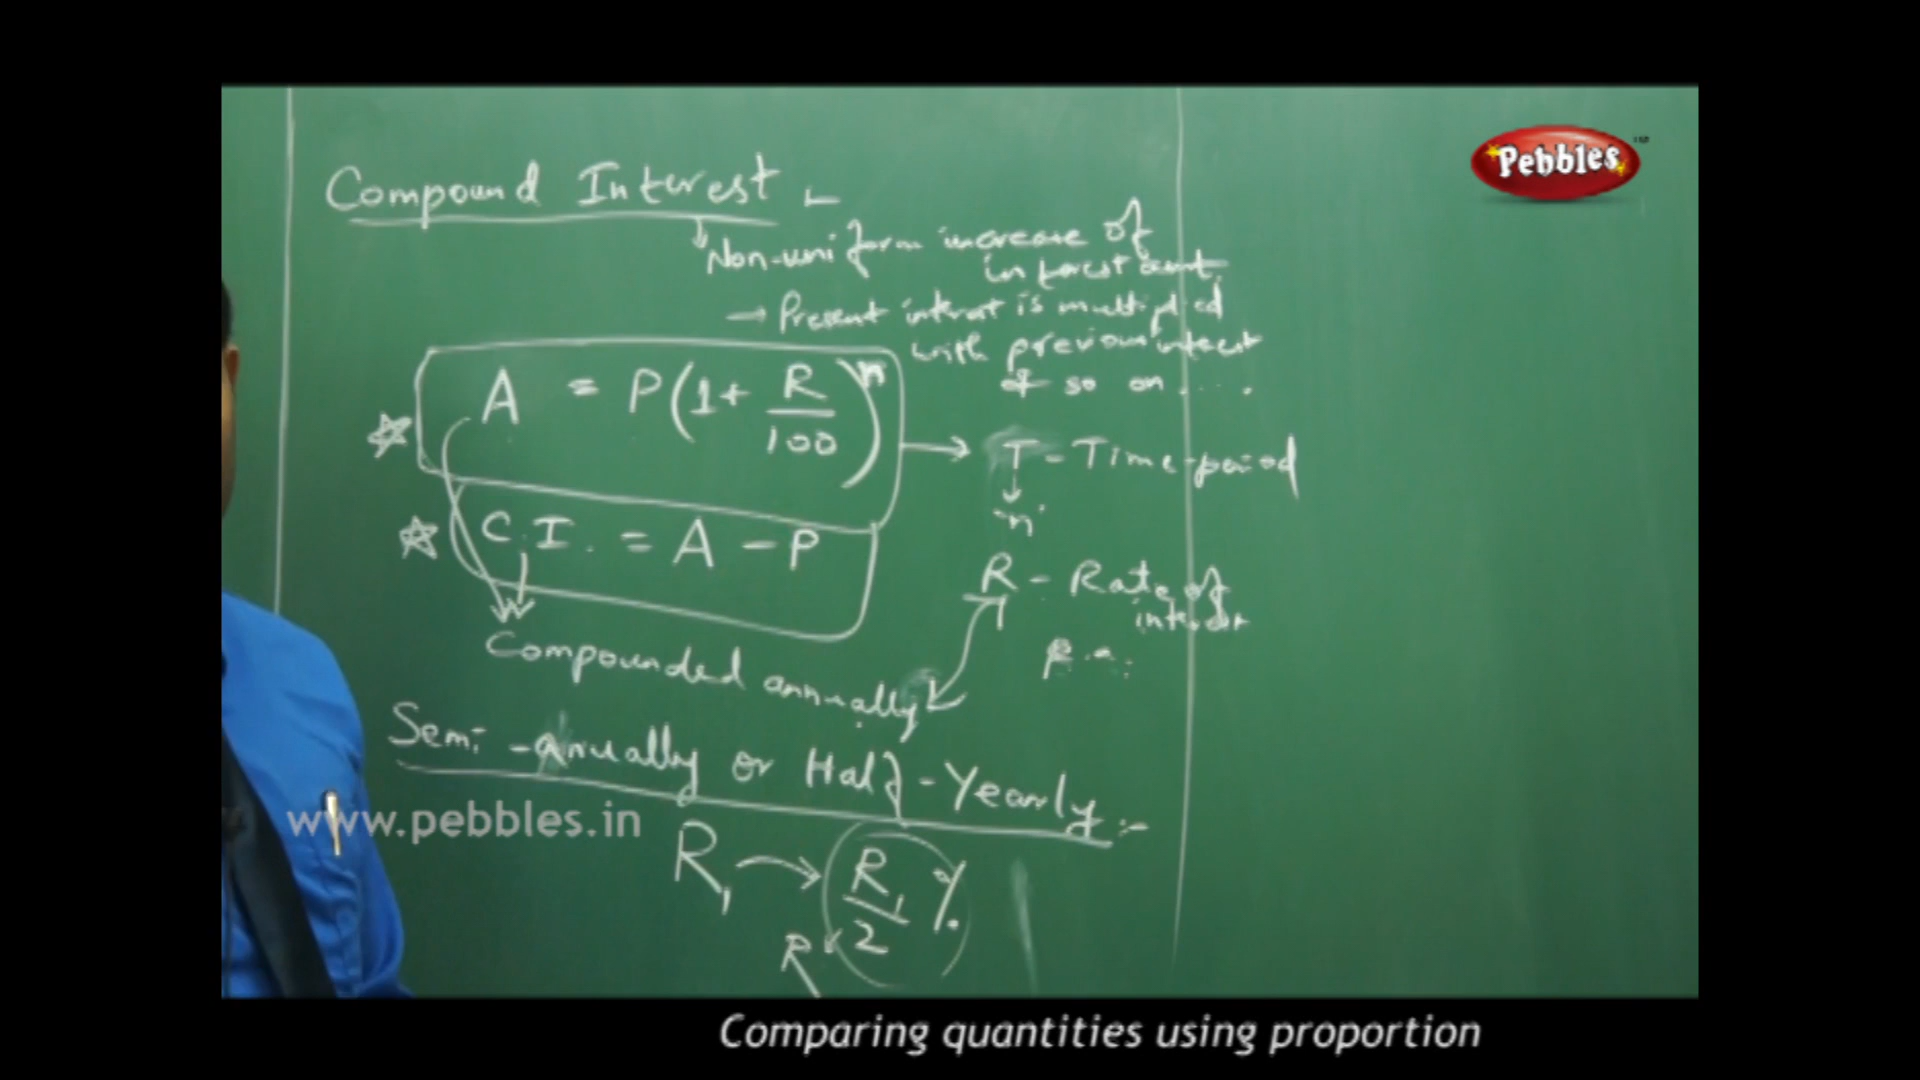 Pebbles
Compound Interest :-
Non-uniform increase of
interest amt.
→ Present interest is multiplied
with previous interest
& so on ....
A = P(1+ R/100)^n
→ T - Time-period
↓
'n'
C.I. = A - P
R - Rate of
interest
p.a.
Compounded annually
Semi-anually or Half-Yearly :-
www.pebbles.in
R₁ → R₁/2 %
R
Comparing quantities using proportion